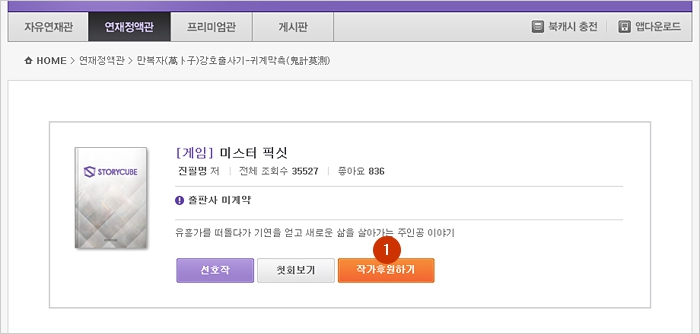 자유연재관 연재정액관 프리미엄관 게시판 북캐시 충전 앱다운로드
HOME > 연재정액관 > 만복자(萬卜子)강호출사기-귀계막측(鬼計莫測)
[게임] 미스터 픽싯
STORYCUBE
진필명 저 전체 조회수 35527 좋아요 836
출판사 미계약
유흥가를 떠돌다가 기연을 얻고 새로운 삶을 살아가는 주인공 이야기
1
선호작 첫회보기 작가후원하기